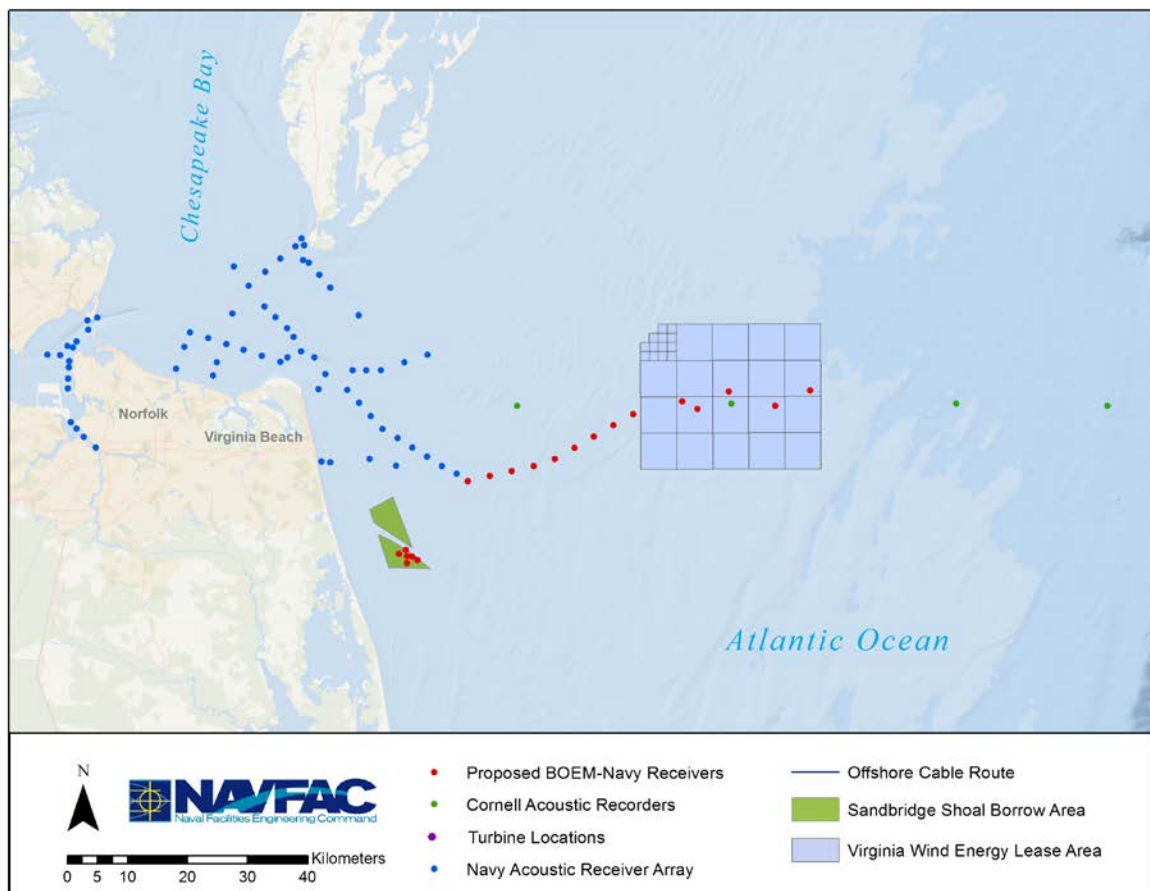 Chesapeake Bay
Norfolk
Virginia Beach
Atlantic Ocean
N
NAVFAC
Naval Facilities Engineering Command
Kilometers
0 5 10 20 30 40
Proposed BOEM-Navy Receivers
Cornell Acoustic Recorders
Turbine Locations
Navy Acoustic Receiver Array
Offshore Cable Route
Sandbridge Shoal Borrow Area
Virginia Wind Energy Lease Area